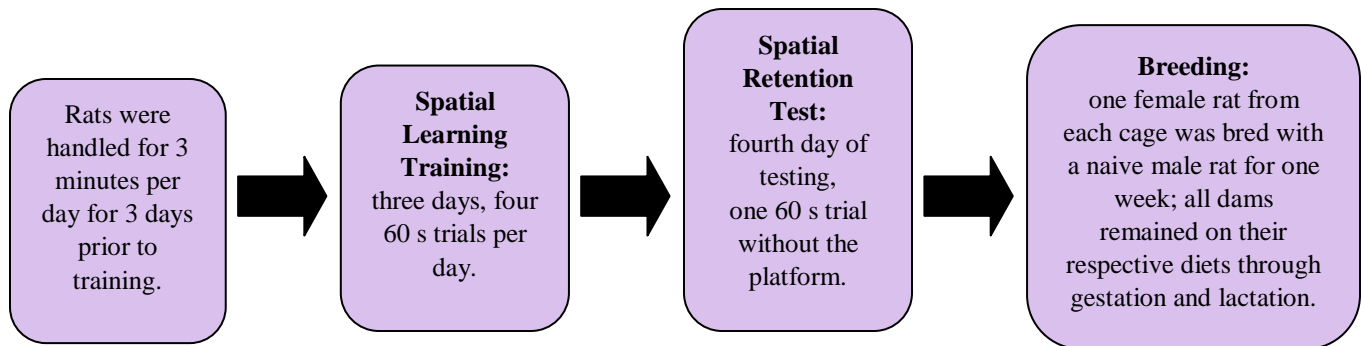 Rats were
handled for 3
minutes per
day for 3 days
prior to
training.
Spatial
Learning
Training:
three days, four
60 s trials per
day.
Spatial
Retention
Test:
fourth day of
testing,
one 60 s trial
without the
platform.
Breeding:
one female rat from
each cage was bred with
a naive male rat for one
week; all dams
remained on their
respective diets through
gestation and lactation.